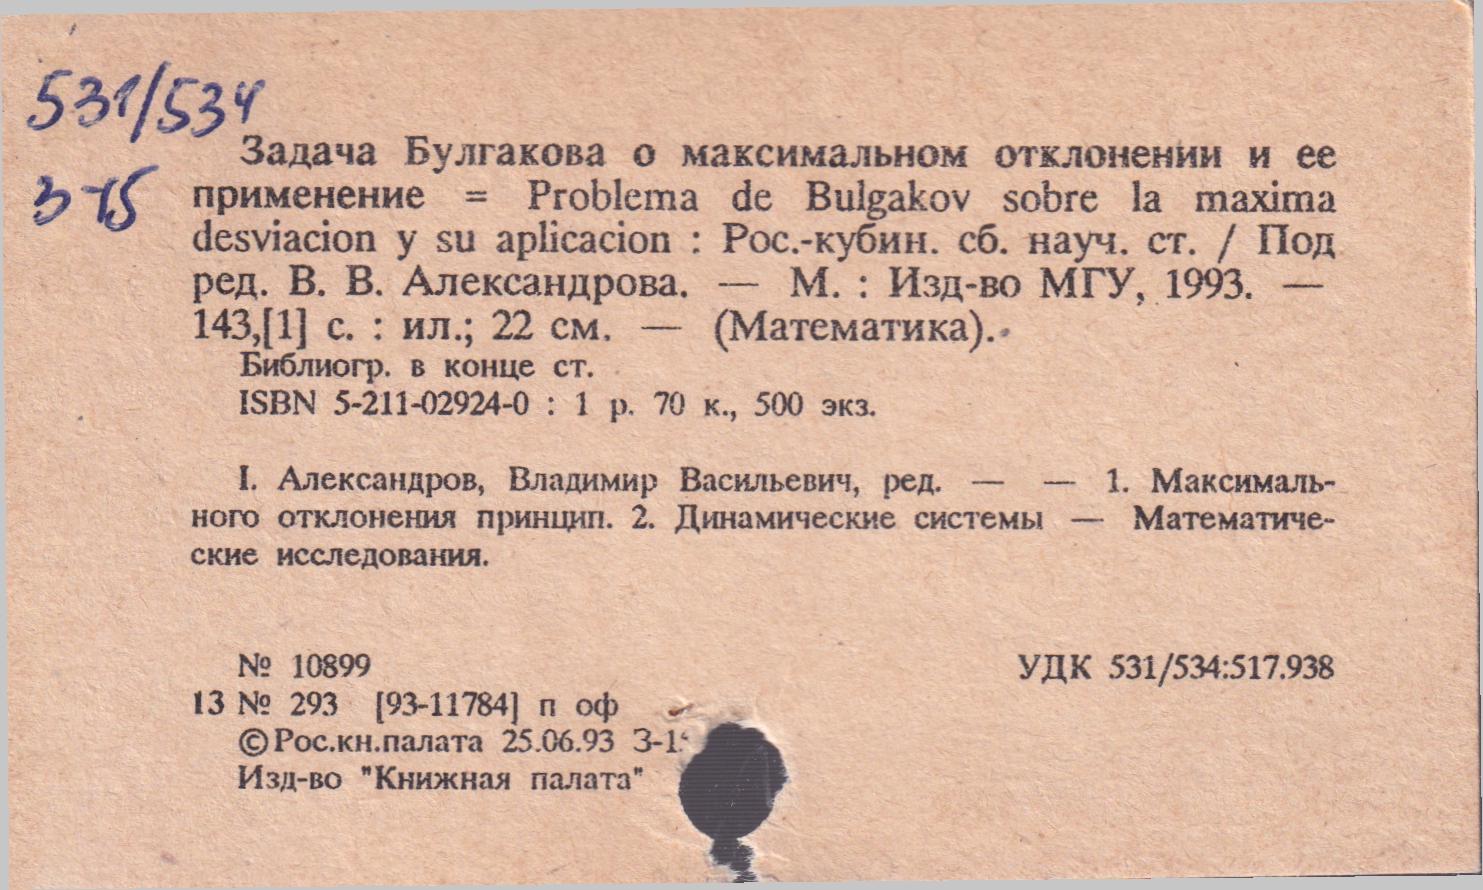 531/534
З-15
Задача Булгакова о максимальном отклонении и ее
применение = Problema de Bulgakov sobre la maxima
desviacion y su aplicacion : Рос.-кубин. сб. науч. ст. / Под
ред. В. В. Александрова. — М. : Изд-во МГУ, 1993. —
143,[1] с. : ил.; 22 см. — (Математика).
Библиогр. в конце ст.
ISBN 5-211-02924-0 : 1 р. 70 к., 500 экз.
I. Александров, Владимир Васильевич, ред. — — 1. Максималь-
ного отклонения принцип. 2. Динамические системы — Математиче-
ские исследования.
№ 10899
УДК 531/534:517.938
13 № 293 [93-11784] п оф
©Рос.кн.палата 25.06.93
Изд-во "Книжная палата"